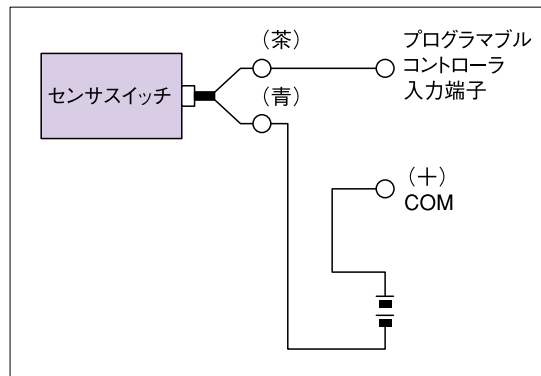 センサスイッチ
（茶）
（青）
プログラマブル
コントローラ
入力端子
（＋）
COM